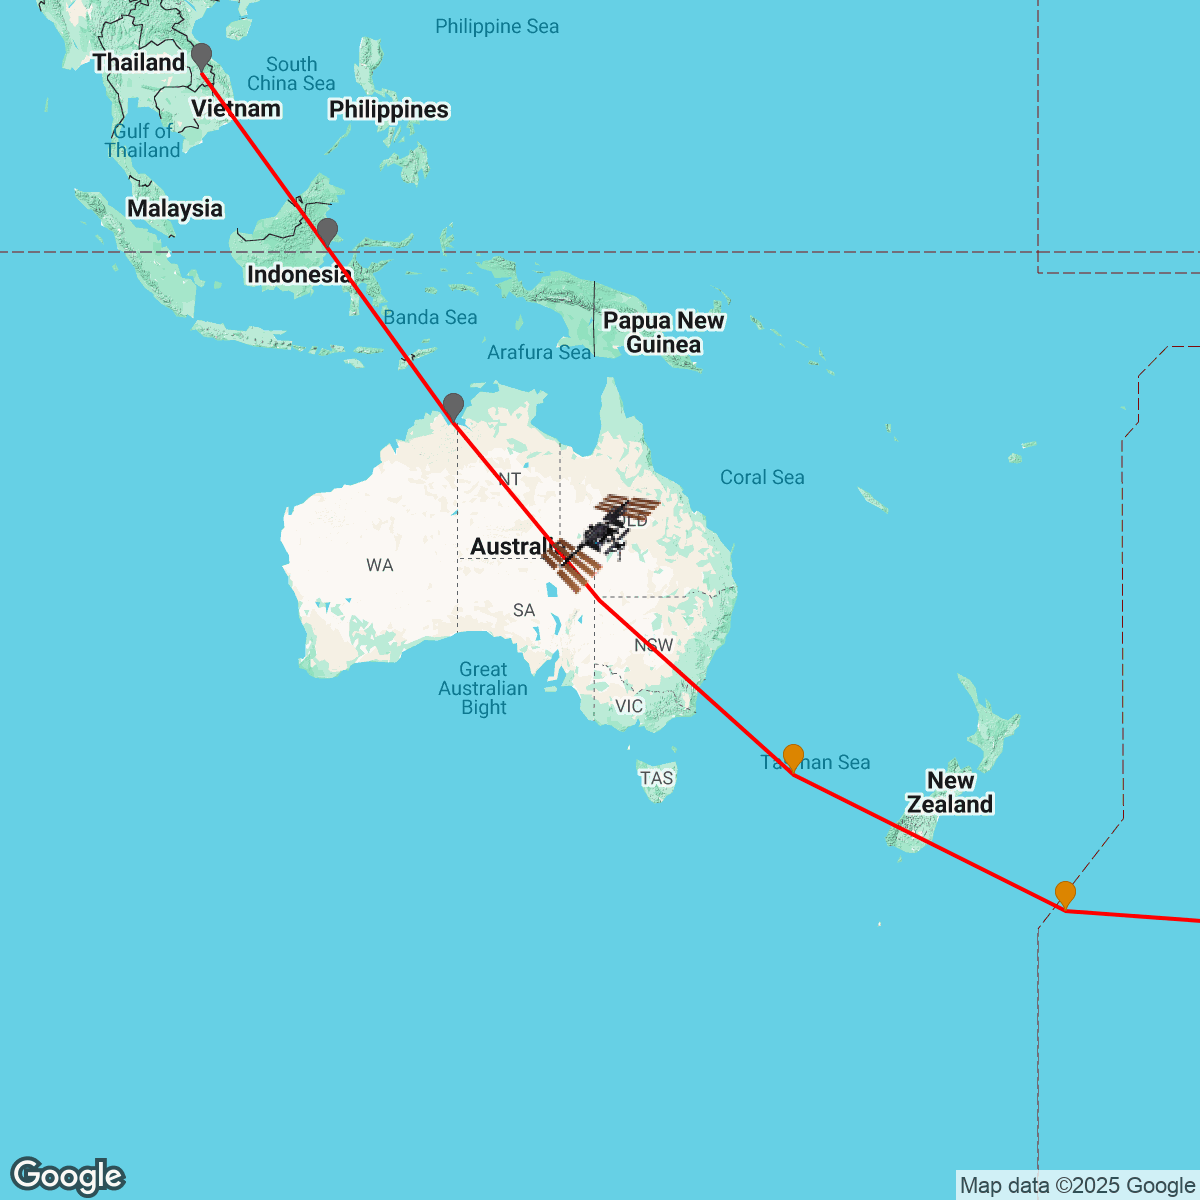 Philippine Sea
Thailand
South
China Sea
Vietnam
Philippines
Gulf of
Thailand
Malaysia
Indonesia
Banda Sea
Papua New
Guinea
Arafura Sea
NT
Coral Sea
QLD
Australia
WA
SA
NSW
Great
Australian
Bight
VIC
Tasman Sea
TAS
New
Zealand
Google
Map data ©2025 Google